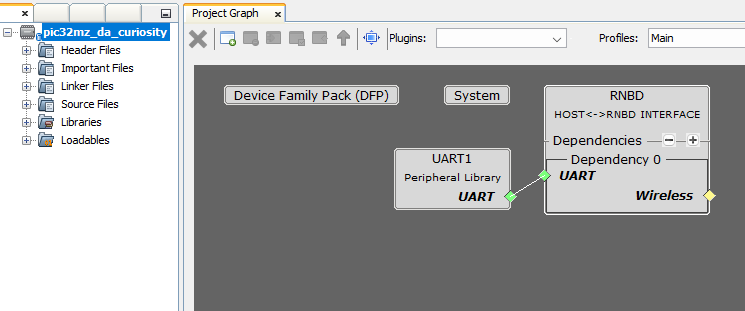 Project Graph
pic32mz_da_curiosity
Header Files
Important Files
Linker Files
Source Files
Libraries
Loadables
Plugins:
Profiles:
Main
Device Family Pack (DFP)
System
RNBD
HOST<->RNBD INTERFACE
Dependencies
Dependency 0
UART
Wireless
UART1
Peripheral Library
UART